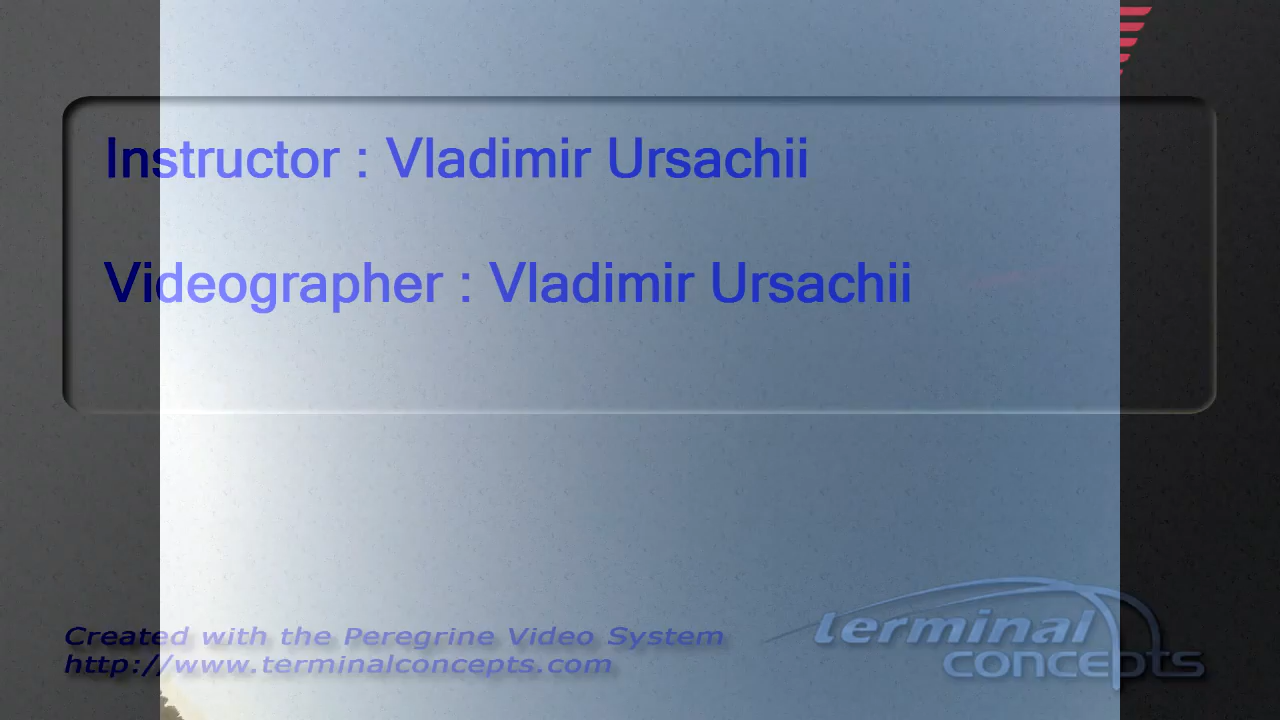 Instructor : Vladimir Ursachii
Videographer : Vladimir Ursachii
Created with the Peregrine Video System
http://www.terminalconcepts.com
terminal
concepts